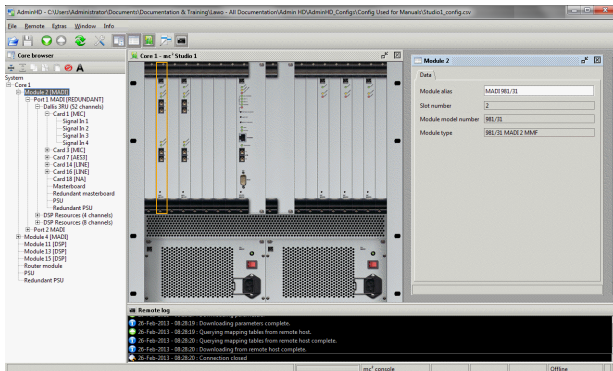 AdminHD - C:\Users\Administrator\Documents\Documentation & Training\Lawo - All Documentation\Admin HD\AdminHD_Configs\Config Used for Manuals\Studio1_config.csv
File Remote Extras Window Info
Core browser
System
Core 1
Module 2 [MADI]
Port 1 MADI [REDUNDANT]
Dallis 3RU (52 channels)
Card 1 [MIC]
Signal In 1
Signal In 2
Signal In 3
Signal In 4
Card 3 [MIC]
Card 7 [AES3]
Card 14 [LINE]
Card 16 [LINE]
Card 18 [NA]
Masterboard
Redundant masterboard
PSU
Redundant PSU
DSP Resources (4 channels)
DSP Resources (8 channels)
Port 2 MADI
Module 4 [MADI]
Module 11 [DSP]
Module 13 [DSP]
Module 15 [DSP]
Router module
PSU
Redundant PSU
Core 1 - mc² Studio 1
Module 2
Data
Module alias MADI 981/31
Slot number 2
Module model number 981/31
Module type 981/31 MADI 2 MMF
Remote log
26-Feb-2013 - 08:28:19 : Downloading parameters complete.
26-Feb-2013 - 08:28:19 : Querying mapping tables from remote host.
26-Feb-2013 - 08:28:20 : Querying mapping tables from remote host complete.
26-Feb-2013 - 08:28:20 : Downloading from remote host complete.
26-Feb-2013 - 08:28:20 : Connection closed
mc² console
Offline